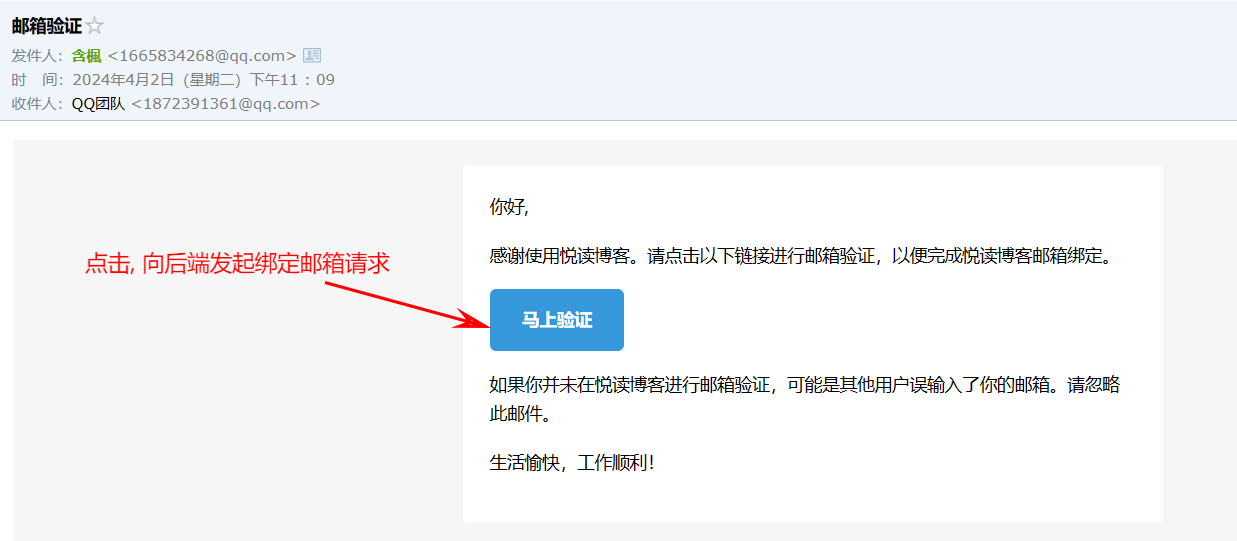 邮箱验证
发件人：含楓 <1665834268@qq.com>
时　间：2024年4月2日（星期二）下午11：09
收件人：QQ团队 <1872391361@qq.com>
你好,
感谢使用悦读博客。请点击以下链接进行邮箱验证，以便完成悦读博客邮箱绑定。
点击, 向后端发起绑定邮箱请求
马上验证
如果你并未在悦读博客进行邮箱验证，可能是其他用户误输入了你的邮箱。请忽略
此邮件。
生活愉快，工作顺利！